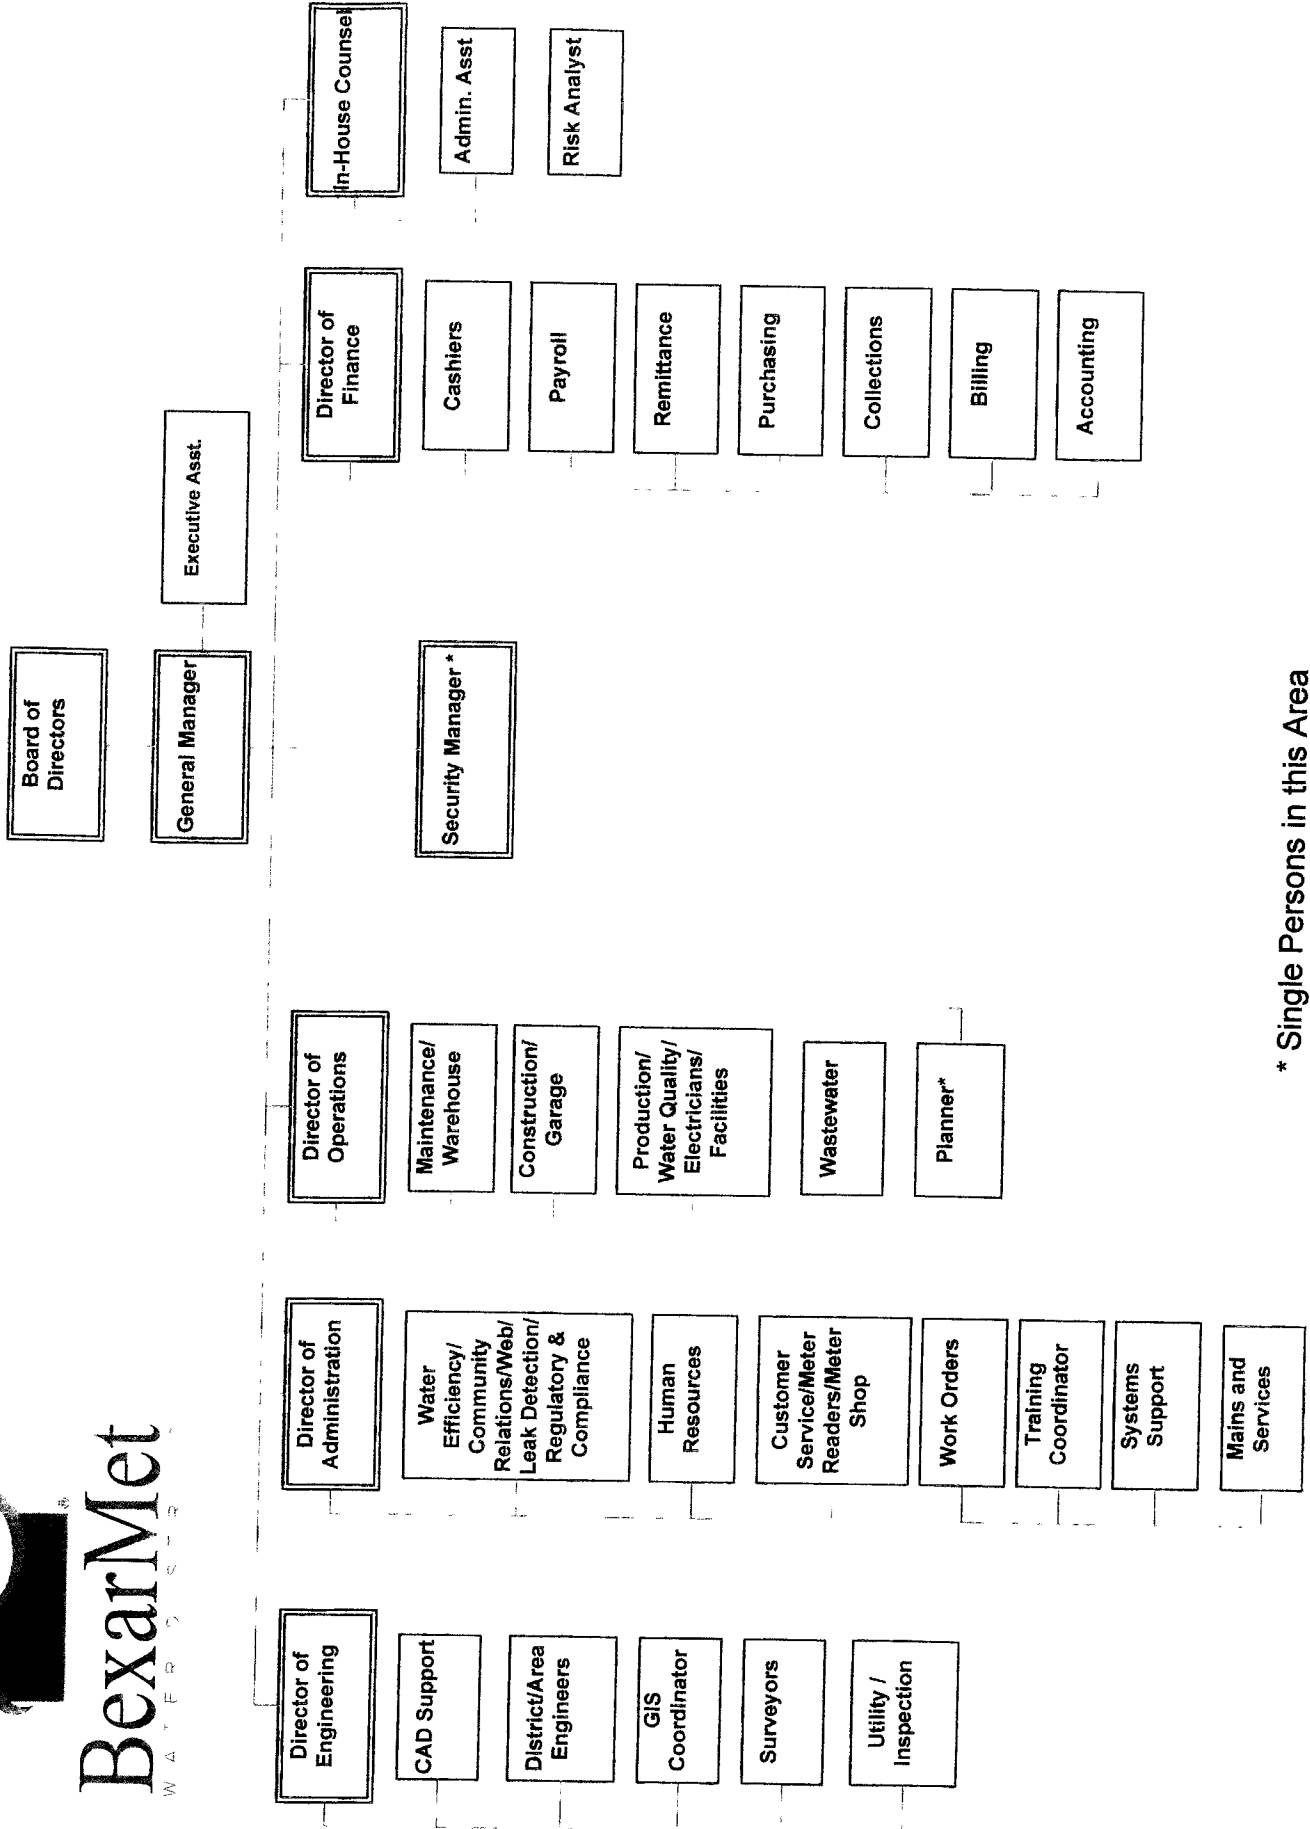 BexarMet
WATER DISTRICT
Board of
Directors
General Manager
Executive Asst.
Director of
Engineering
CAD Support
District/Area
Engineers
GIS
Coordinator
Surveyors
Utility /
Inspection
Director of
Administration
Water
Efficiency/
Community
Relations/Web/
Leak Detection/
Regulatory &
Compliance
Human
Resources
Customer
Service/Meter
Readers/Meter
Shop
Work Orders
Training
Coordinator
Systems
Support
Mains and
Services
Director of
Operations
Maintenance/
Warehouse
Construction/
Garage
Production/
Water Quality/
Electricians/
Facilities
Wastewater
Planner*
Security Manager *
Director of
Finance
Cashiers
Payroll
Remittance
Purchasing
Collections
Billing
Accounting
In-House Counsel
Admin. Asst
Risk Analyst
* Single Persons in this Area